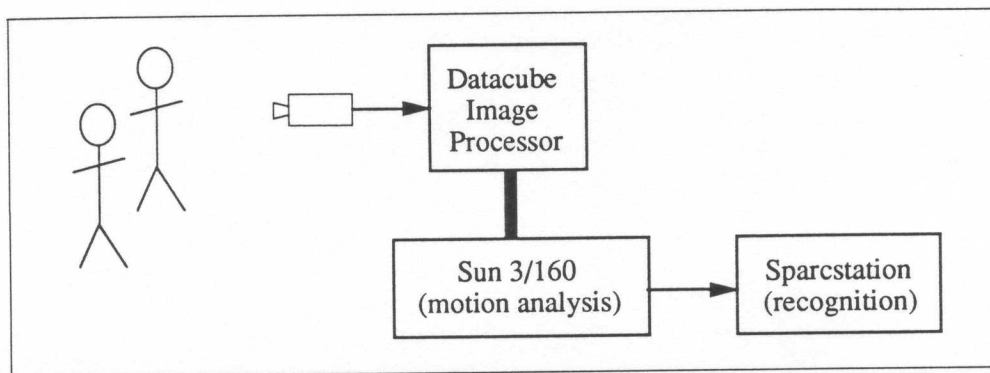 Datacube
Image
Processor
Sun 3/160
(motion analysis)
Sparcstation
(recognition)